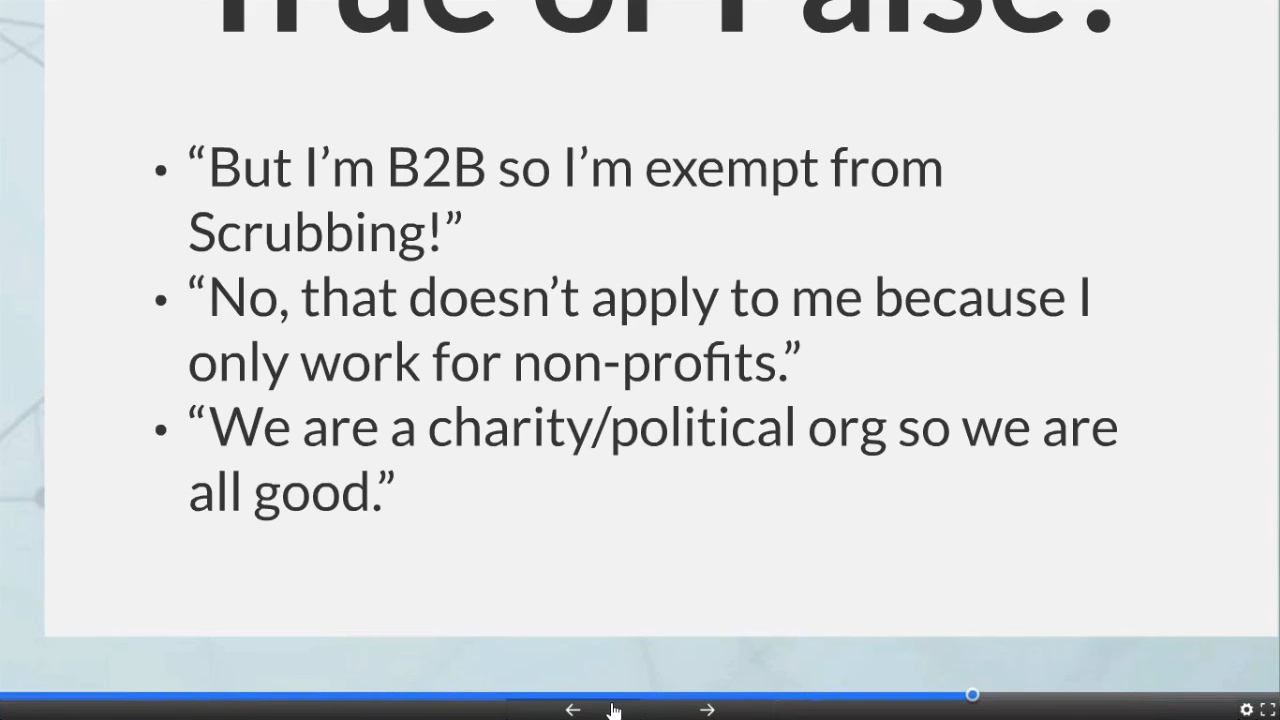 True or False?
• “But I’m B2B so I’m exempt from
Scrubbing!”
• “No, that doesn’t apply to me because I
only work for non-profits.”
• “We are a charity/political org so we are
all good.”